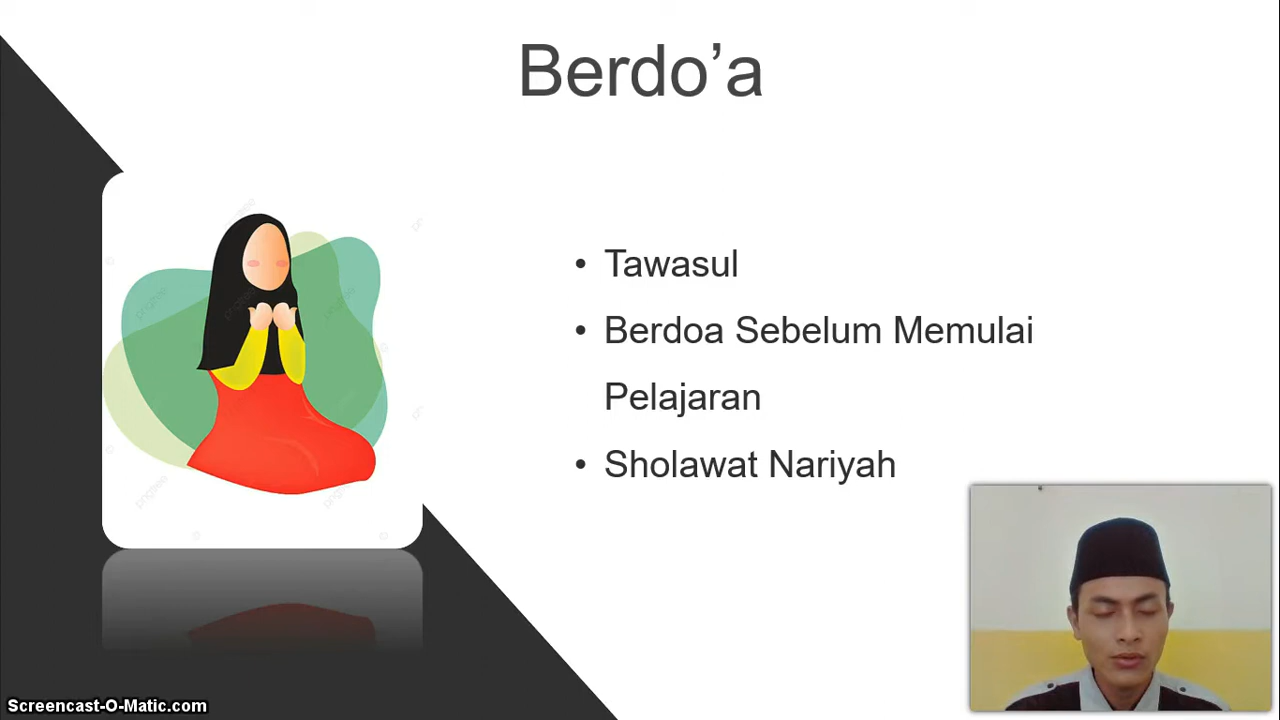 Berdo’a
• Tawasul
• Berdoa Sebelum Memulai
Pelajaran
• Sholawat Nariyah
Screencast-O-Matic.com